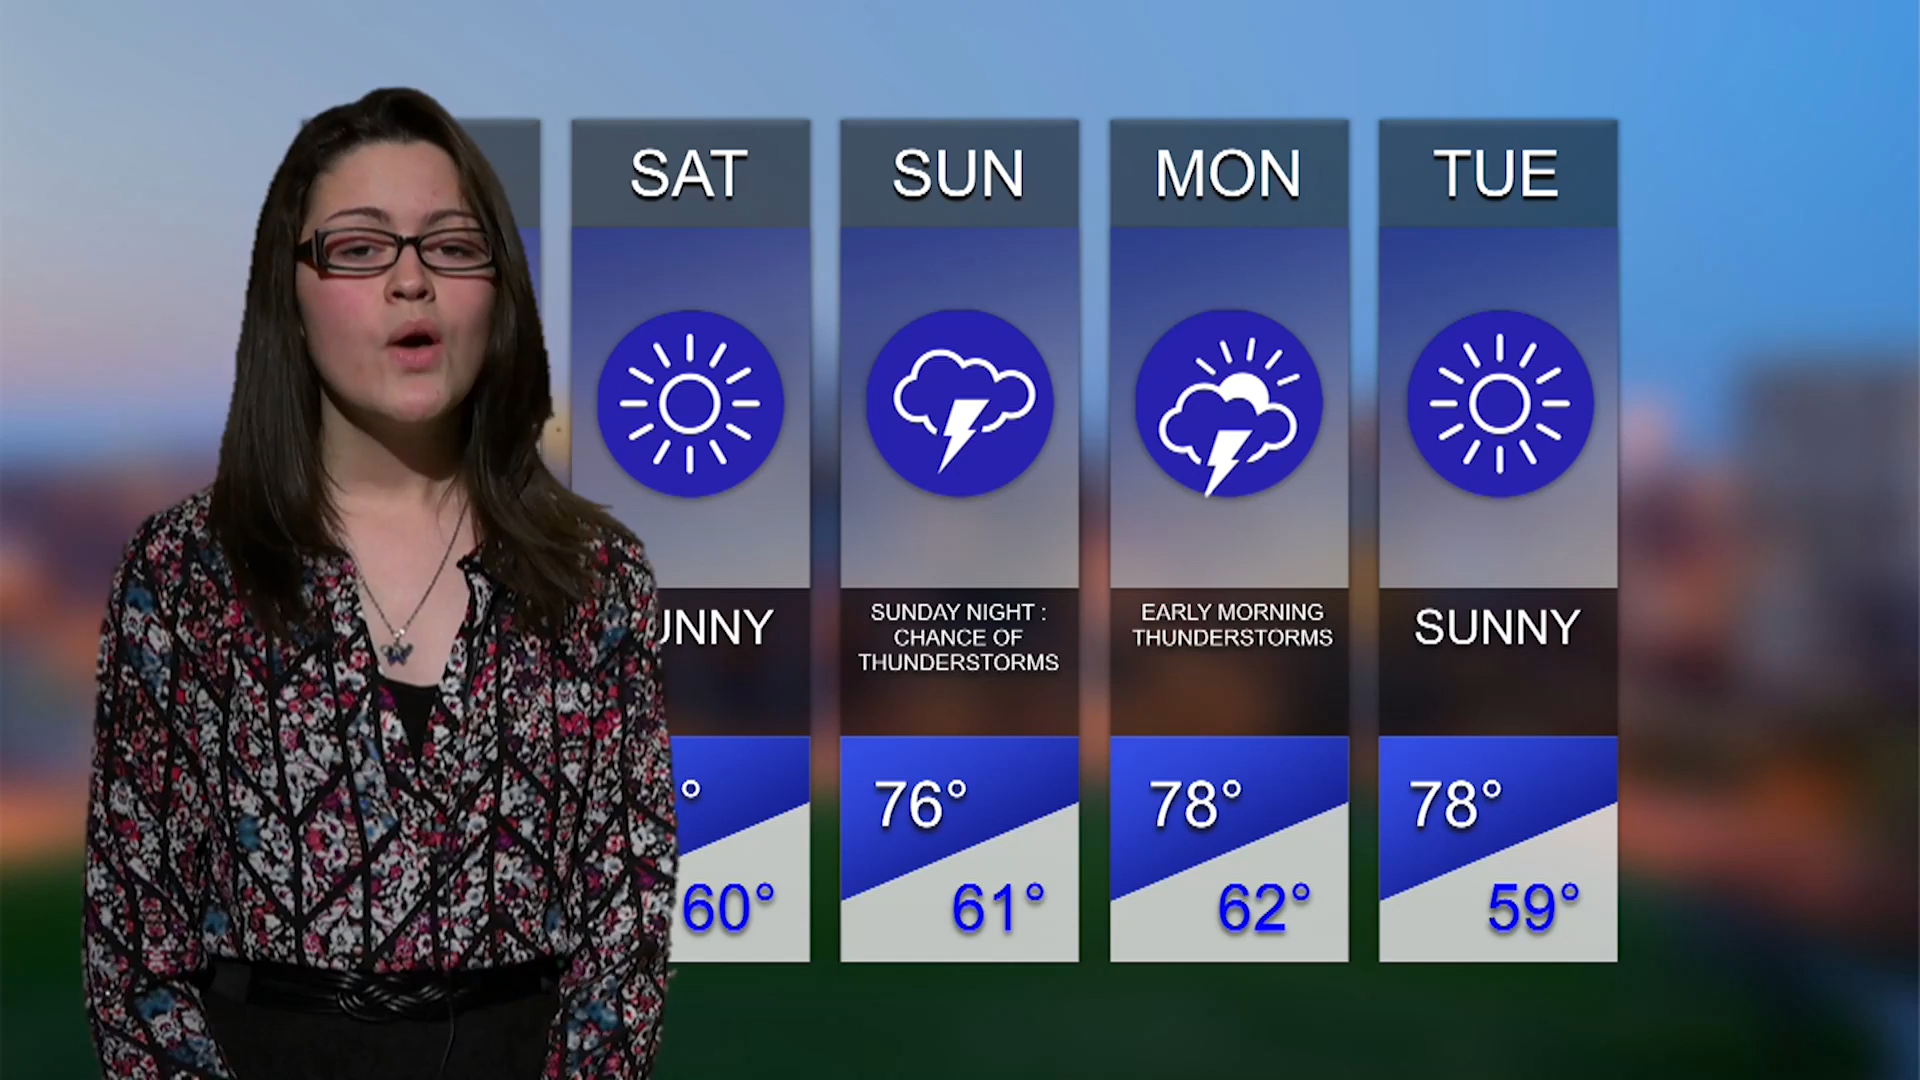 SAT
SUN
MON
TUE
SUNDAY NIGHT :
CHANCE OF
THUNDERSTORMS
EARLY MORNING
THUNDERSTORMS
SUNNY
76°
78°
78°
60°
61°
62°
59°